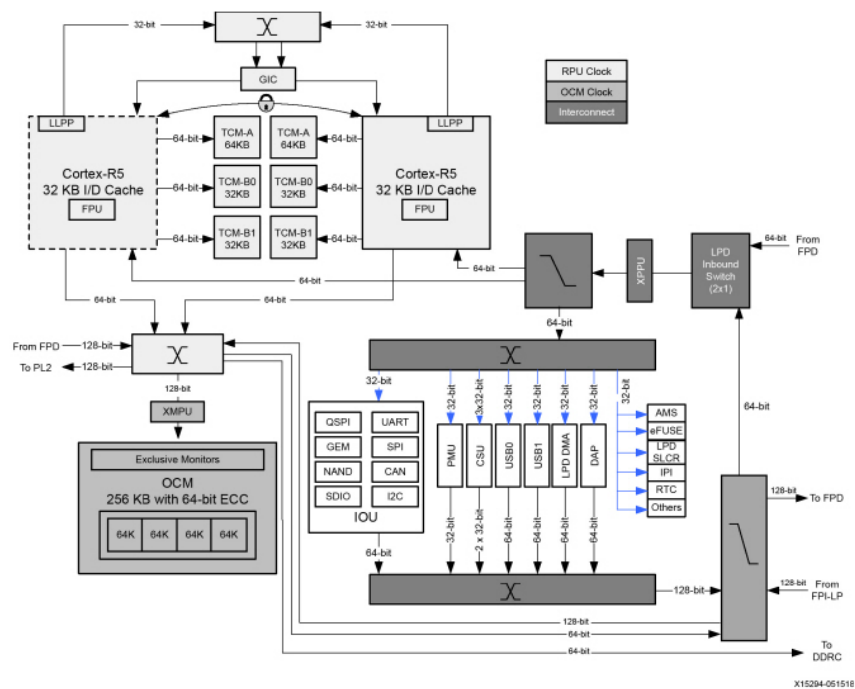 32-bit
32-bit
GIC
RPU Clock
OCM Clock
Interconnect
LLPP
Cortex-R5
32 KB I/D Cache
FPU
64-bit
64-bit
64-bit
TCM-A
64KB
TCM-A
64KB
TCM-B0
32KB
TCM-B0
32KB
TCM-B1
32KB
TCM-B1
32KB
64-bit
64-bit
64-bit
LLPP
Cortex-R5
32 KB I/D Cache
FPU
64-bit
64-bit
XPPU
LPD
Inbound
Switch
(2x1)
64-bit
From
FPD
64-bit
64-bit
64-bit
From FPD
128-bit
To PL2
128-bit
128-bit
XMPU
Exclusive Monitors
OCM
256 KB with 64-bit ECC
64K
64K
64K
64K
32-bit
32-bit
3x32-bit
32-bit
32-bit
32-bit
32-bit
32-bit
QSPI
UART
GEM
SPI
NAND
CAN
SDIO
I2C
IOU
PMU
CSU
USB0
USB1
LPD DMA
DAP
AMS
eFUSE
LPD
SLCR
IPI
RTC
Others
64-bit
64-bit
32-bit
2 x 32-bit
64-bit
64-bit
64-bit
64-bit
128-bit
128-bit
To FPD
128-bit
From
FPI-LP
128-bit
64-bit
64-bit
To
DDRC
X15294-051518